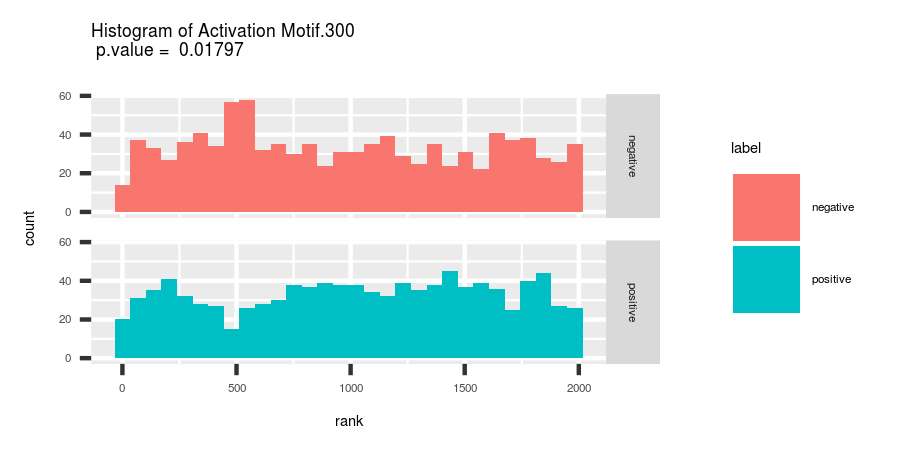 Histogram of Activation Motif.300
p.value = 0.01797
count
60
40
20
0
negative
60
40
20
0
positive
0 500 1000 1500 2000
rank
label
negative
positive